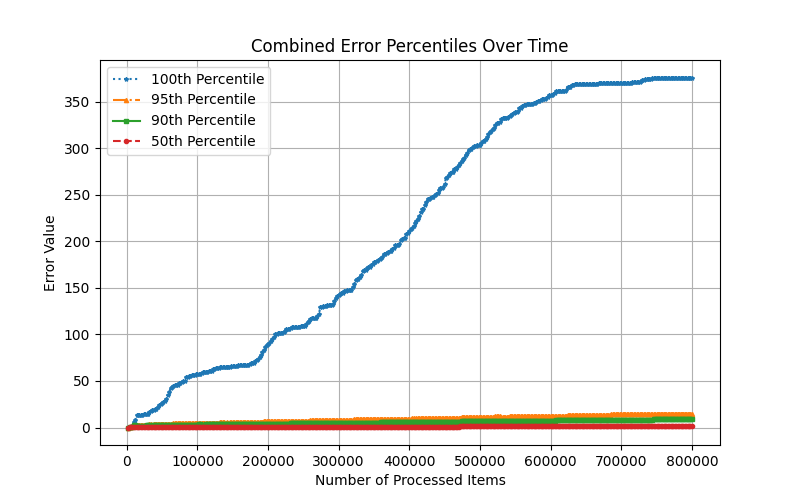 Combined Error Percentiles Over Time
100th Percentile
95th Percentile
90th Percentile
50th Percentile
350
300
250
200
150
100
50
0
Error Value
0 100000 200000 300000 400000 500000 600000 700000 800000
Number of Processed Items